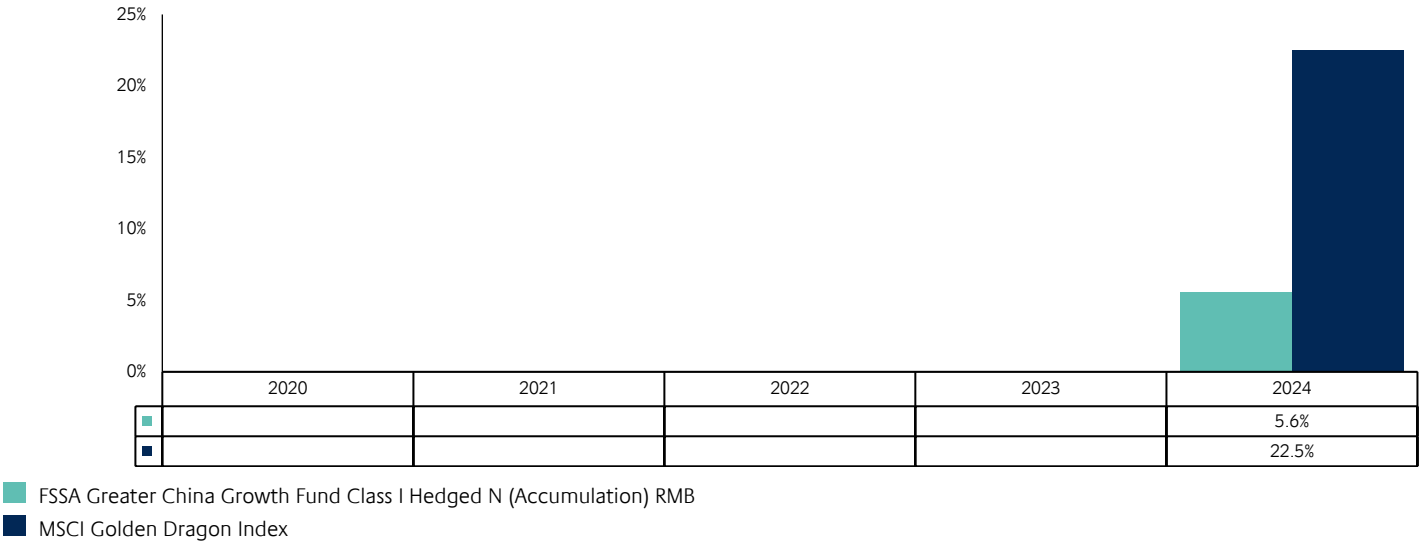 25%
20%
15%
10%
5%
0%
2020 2021 2022 2023 2024
5.6%
22.5%
FSSA Greater China Growth Fund Class I Hedged N (Accumulation) RMB
MSCI Golden Dragon Index